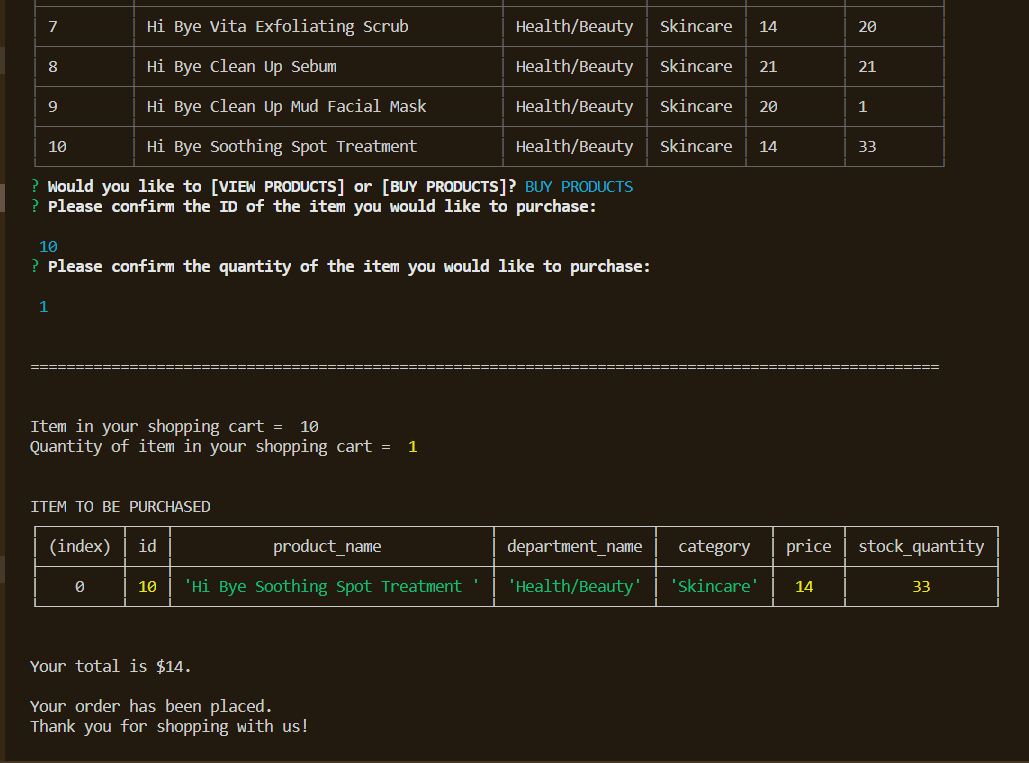 7 Hi Bye Vita Exfoliating Scrub Health/Beauty Skincare 14 20
8 Hi Bye Clean Up Sebum Health/Beauty Skincare 21 21
9 Hi Bye Clean Up Mud Facial Mask Health/Beauty Skincare 20 1
10 Hi Bye Soothing Spot Treatment Health/Beauty Skincare 14 33
? Would you like to [VIEW PRODUCTS] or [BUY PRODUCTS]? BUY PRODUCTS
? Please confirm the ID of the item you would like to purchase:
10
? Please confirm the quantity of the item you would like to purchase:
1
=====================================================================================================
Item in your shopping cart =  10
Quantity of item in your shopping cart =  1
ITEM TO BE PURCHASED
(index) id product_name department_name category price stock_quantity
0 10 'Hi Bye Soothing Spot Treatment ' 'Health/Beauty' 'Skincare' 14 33
Your total is $14.
Your order has been placed.
Thank you for shopping with us!